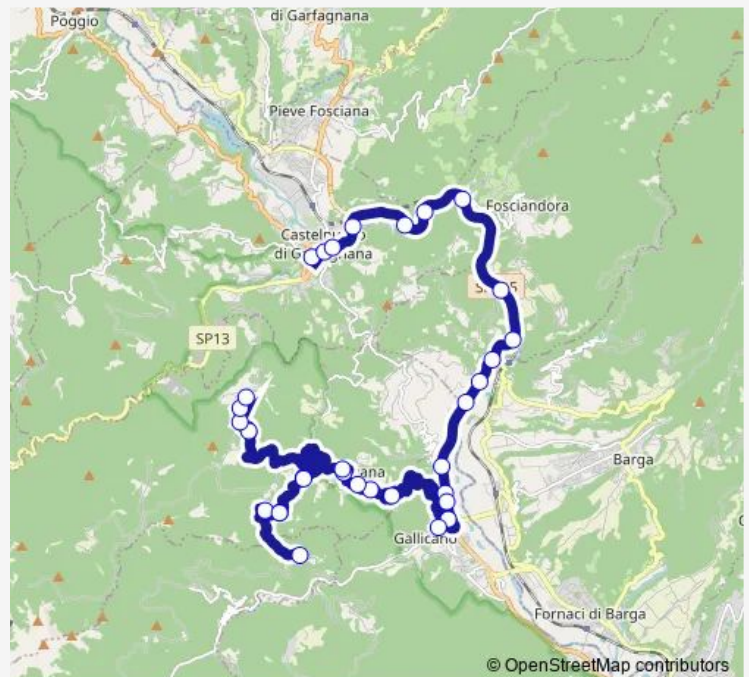 Poggio
di Garfagnana
Pieve Fosciana
Fosciandora
Castelnuovo
di Garfagnana
SP13
Barga
Gallicano
Fornaci di Barga
© OpenStreetMap contributors